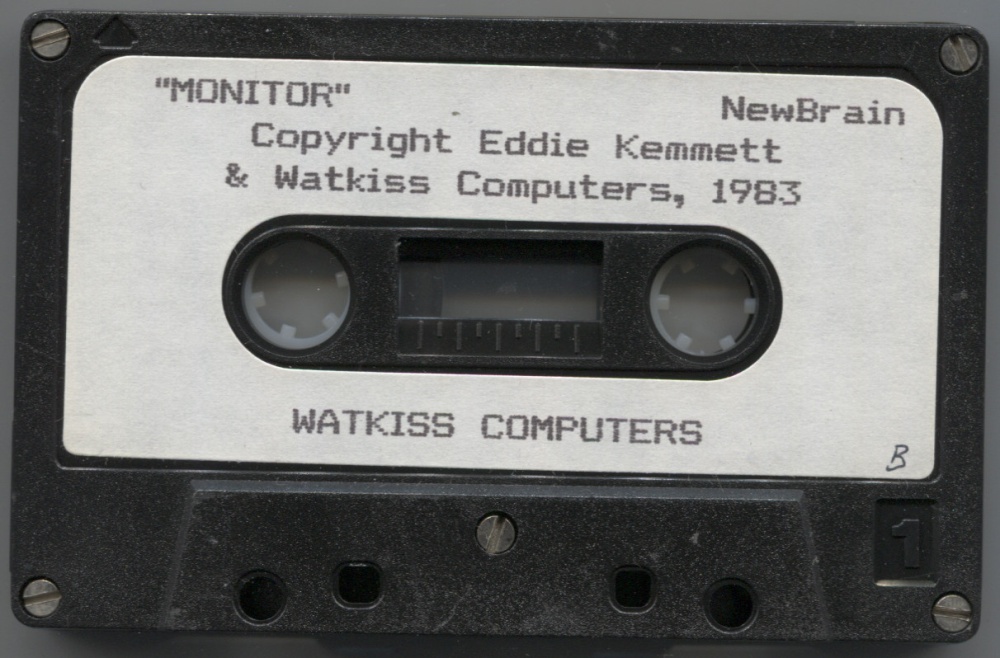 "MONITOR"
NewBrain
Copyright Eddie Kemmett
& Watkiss Computers, 1983
WATKISS COMPUTERS
B
1